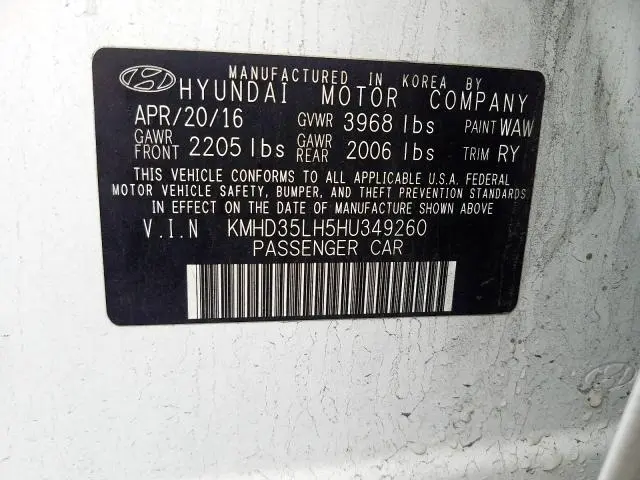 MANUFACTURED IN KOREA BY
HYUNDAI MOTOR COMPANY
APR/20/16 GVWR 3968 lbs PAINT WAW
GAWR FRONT 2205 lbs GAWR REAR 2006 lbs TRIM RY
THIS VEHICLE CONFORMS TO ALL APPLICABLE U.S.A. FEDERAL
MOTOR VEHICLE SAFETY, BUMPER, AND THEFT PREVENTION STANDARDS
IN EFFECT ON THE DATE OF MANUFACTURE SHOWN ABOVE
V.I.N KMHD35LH5HU349260
PASSENGER CAR